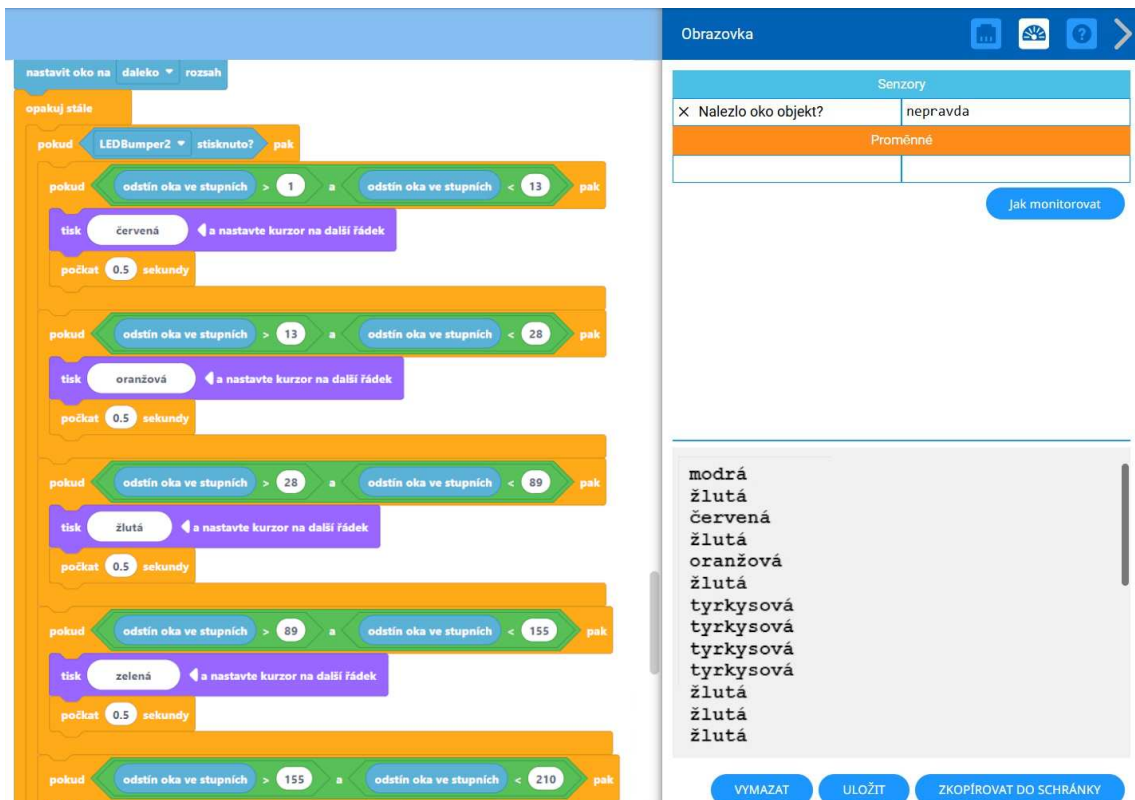 nastavit oko na daleko rozsah
opakuj stále
pokud LEDBumper2 stisknuto? pak
pokud odstín oka ve stupních > 1 a odstín oka ve stupních < 13 pak
tisk červená a nastavte kurzor na další řádek
počkat 0.5 sekundy
pokud odstín oka ve stupních > 13 a odstín oka ve stupních < 28 pak
tisk oranžová a nastavte kurzor na další řádek
počkat 0.5 sekundy
pokud odstín oka ve stupních > 28 a odstín oka ve stupních < 89 pak
tisk žlutá a nastavte kurzor na další řádek
počkat 0.5 sekundy
pokud odstín oka ve stupních > 89 a odstín oka ve stupních < 155 pak
tisk zelená a nastavte kurzor na další řádek
počkat 0.5 sekundy
pokud odstín oka ve stupních > 155 a odstín oka ve stupních < 210 pak
Obrazovka
Senzory
Nalezlo oko objekt? nepravda
Proměnné
Jak monitorovat
modrá
žlutá
červená
žlutá
oranžová
žlutá
tyrkysová
tyrkysová
tyrkysová
tyrkysová
žlutá
žlutá
žlutá
VYMAZAT ULOŽIT ZKOPÍROVAT DO SCHRÁNKY